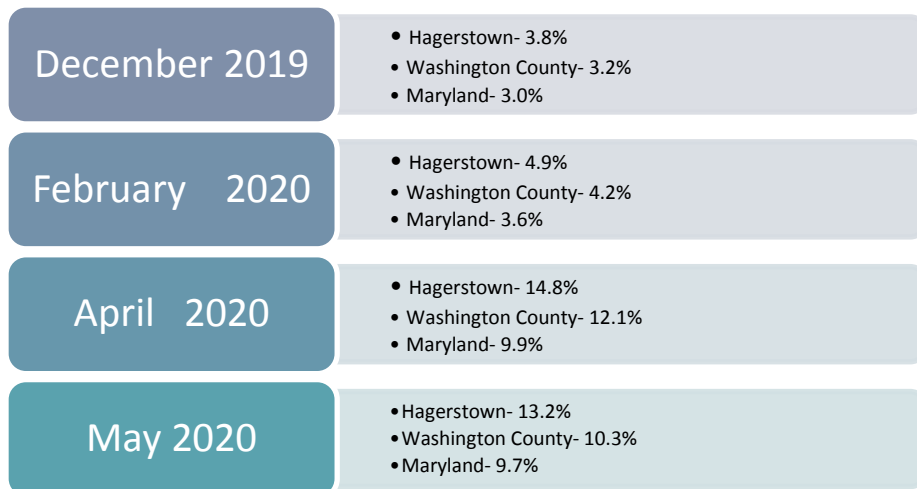 December 2019
• Hagerstown- 3.8%
• Washington County- 3.2%
• Maryland- 3.0%
February 2020
• Hagerstown- 4.9%
• Washington County- 4.2%
• Maryland- 3.6%
April 2020
• Hagerstown- 14.8%
• Washington County- 12.1%
• Maryland- 9.9%
May 2020
•Hagerstown- 13.2%
•Washington County- 10.3%
•Maryland- 9.7%